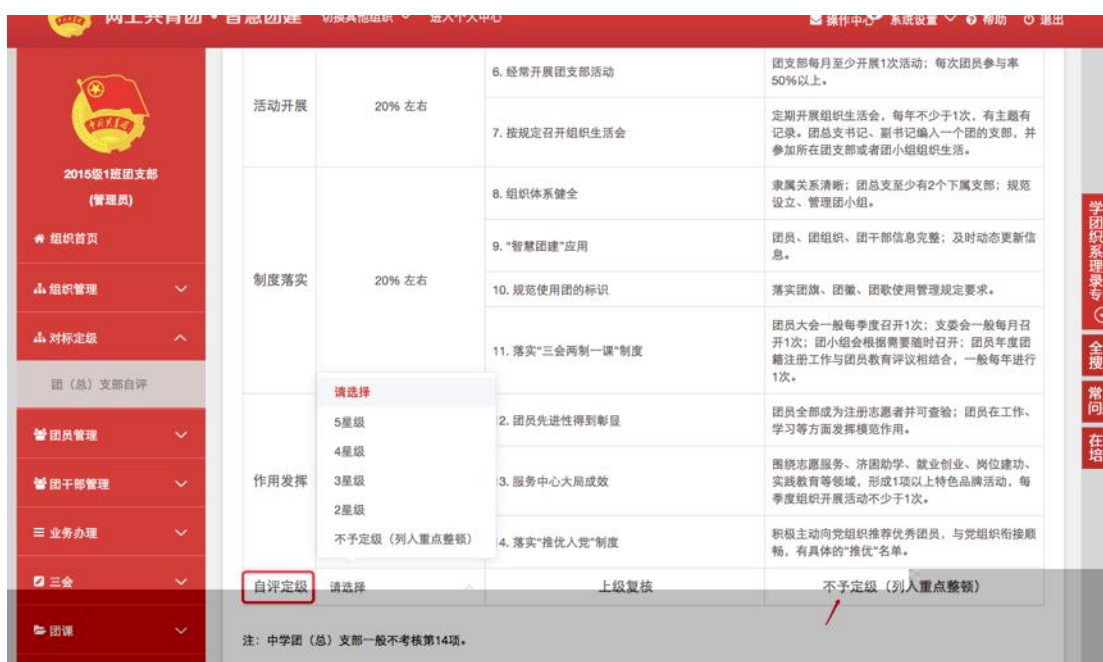 网上共青团·智慧团建 切换其他组织 进入个人中心 操作中心 系统设置 帮助 退出
2015级1班团支部
(管理员)
组织首页
组织管理
对标定级
团（总）支部自评
团员管理
团干部管理
业务办理
三会
团课
6. 经常开展团支部活动
团支部每月至少开展1次活动；每次团员参与率
50%以上。
活动开展
20% 左右
7. 按规定召开组织生活会
定期开展组织生活会，每年不少于1次，有主题有
记录。团总支书记、副书记编入一个团的支部，并
参加所在团支部或者团小组组织生活。
8. 组织体系健全
隶属关系清晰；团总支至少有2个下属支部；规范
设立、管理团小组。
9. “智慧团建”应用
团员、团组织、团干部信息完整；及时动态更新信
息。
制度落实
20% 左右
10. 规范使用团的标识
落实团旗、团徽、团歌使用管理规定要求。
11. 落实“三会两制一课”制度
团员大会一般每季度召开1次；支委会一般每月召
开1次；团小组会根据需要随时召开；团员年度团
籍注册工作与团员教育评议相结合，一般每年进行
1次。
请选择
5星级
4星级
3星级
2星级
不予定级（列入重点整顿）
2. 团员先进性得到彰显
团员全部成为注册志愿者并可查验；团员在工作、
学习等方面发挥模范作用。
作用发挥
3. 服务中心大局成效
围绕志愿服务、济困助学、就业创业、岗位建功、
实践教育等领域，形成1项以上特色品牌活动，每
季度组织开展活动不少于1次。
4. 落实“推优入党”制度
积极主动向党组织推荐优秀团员，与党组织衔接顺
畅，有具体的“推优”名单。
自评定级
请选择
上级复核
不予定级（列入重点整顿）
注：中学团（总）支部一般不考核第14项。
学
团
织
系
理
录
专
全
搜
常
问
在
培